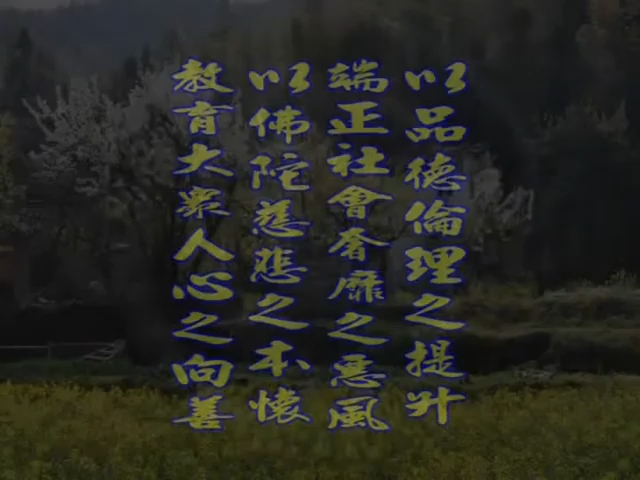 以品德倫理之提升
端正社會奢靡之惡風
以佛陀慈悲之本懷
教育大眾人心之向善